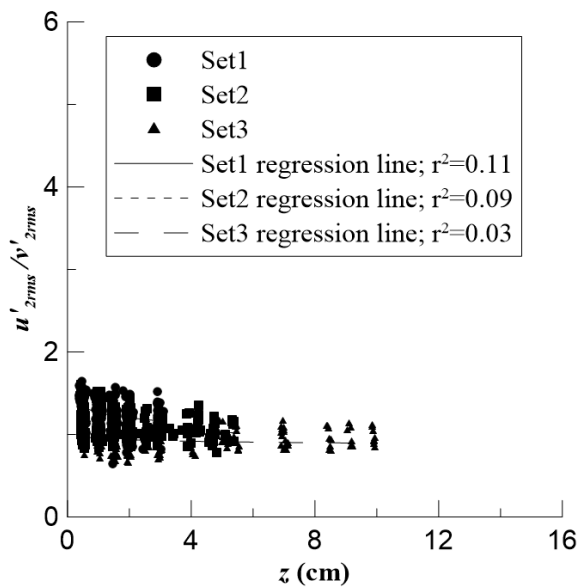 6
4
2
0
u'2rms/v'2rms
Set1
Set2
Set3
Set1 regression line; r²=0.11
Set2 regression line; r²=0.09
Set3 regression line; r²=0.03
0 4 8 12 16
z (cm)